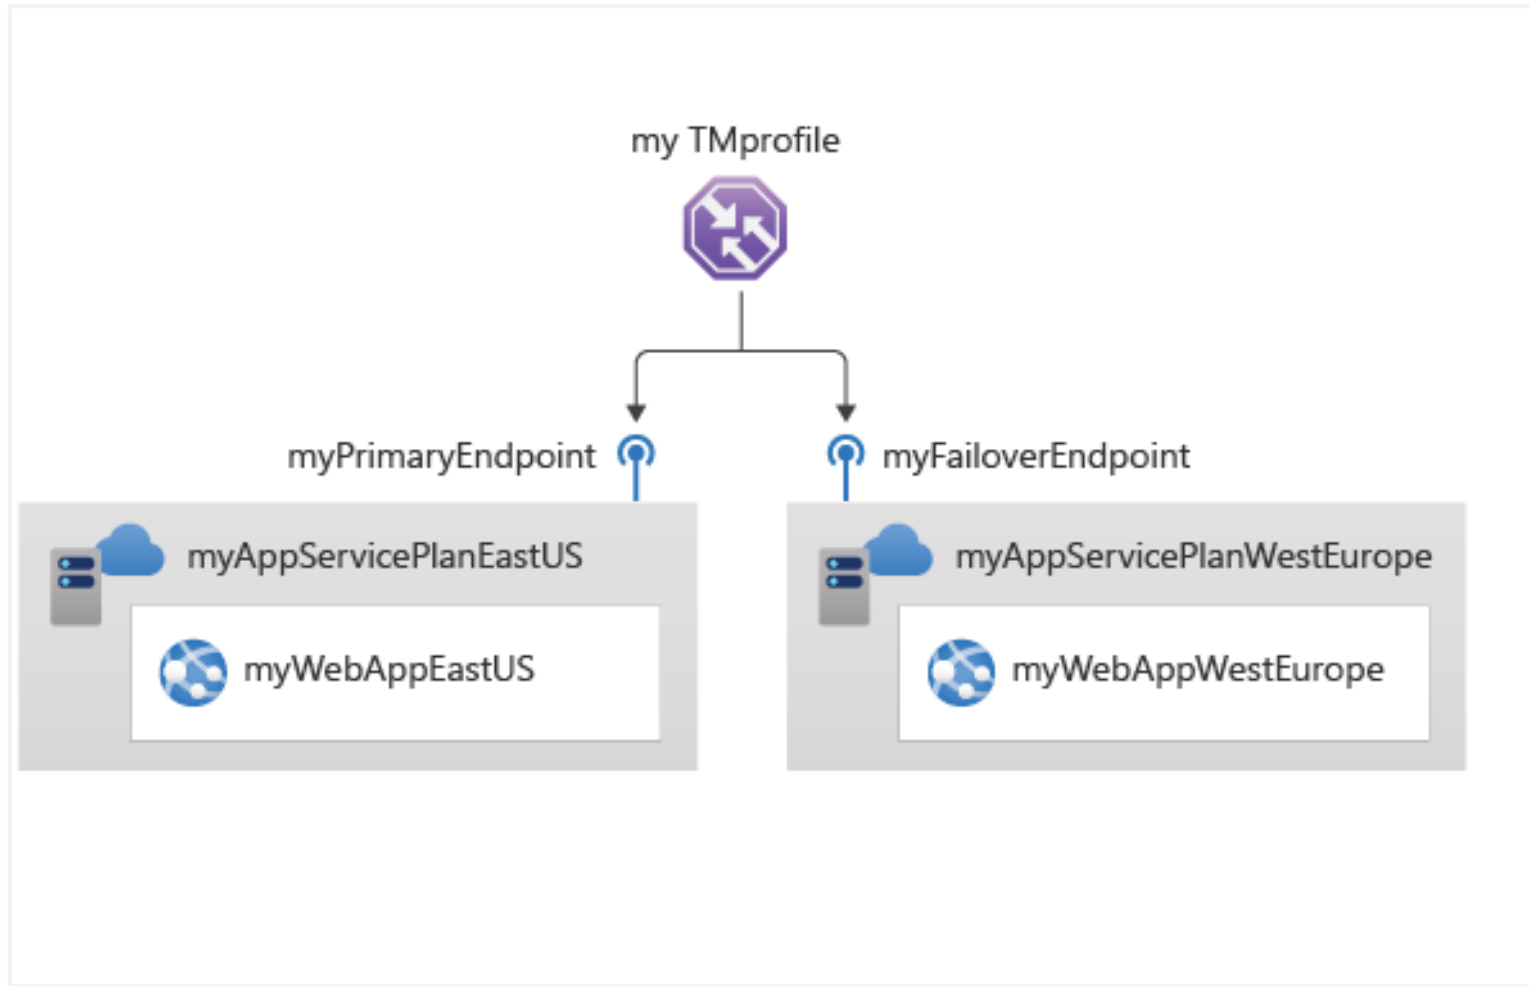 my TMprofile
myPrimaryEndpoint
myFailoverEndpoint
myAppServicePlanEastUS
myAppServicePlanWestEurope
myWebAppEastUS
myWebAppWestEurope